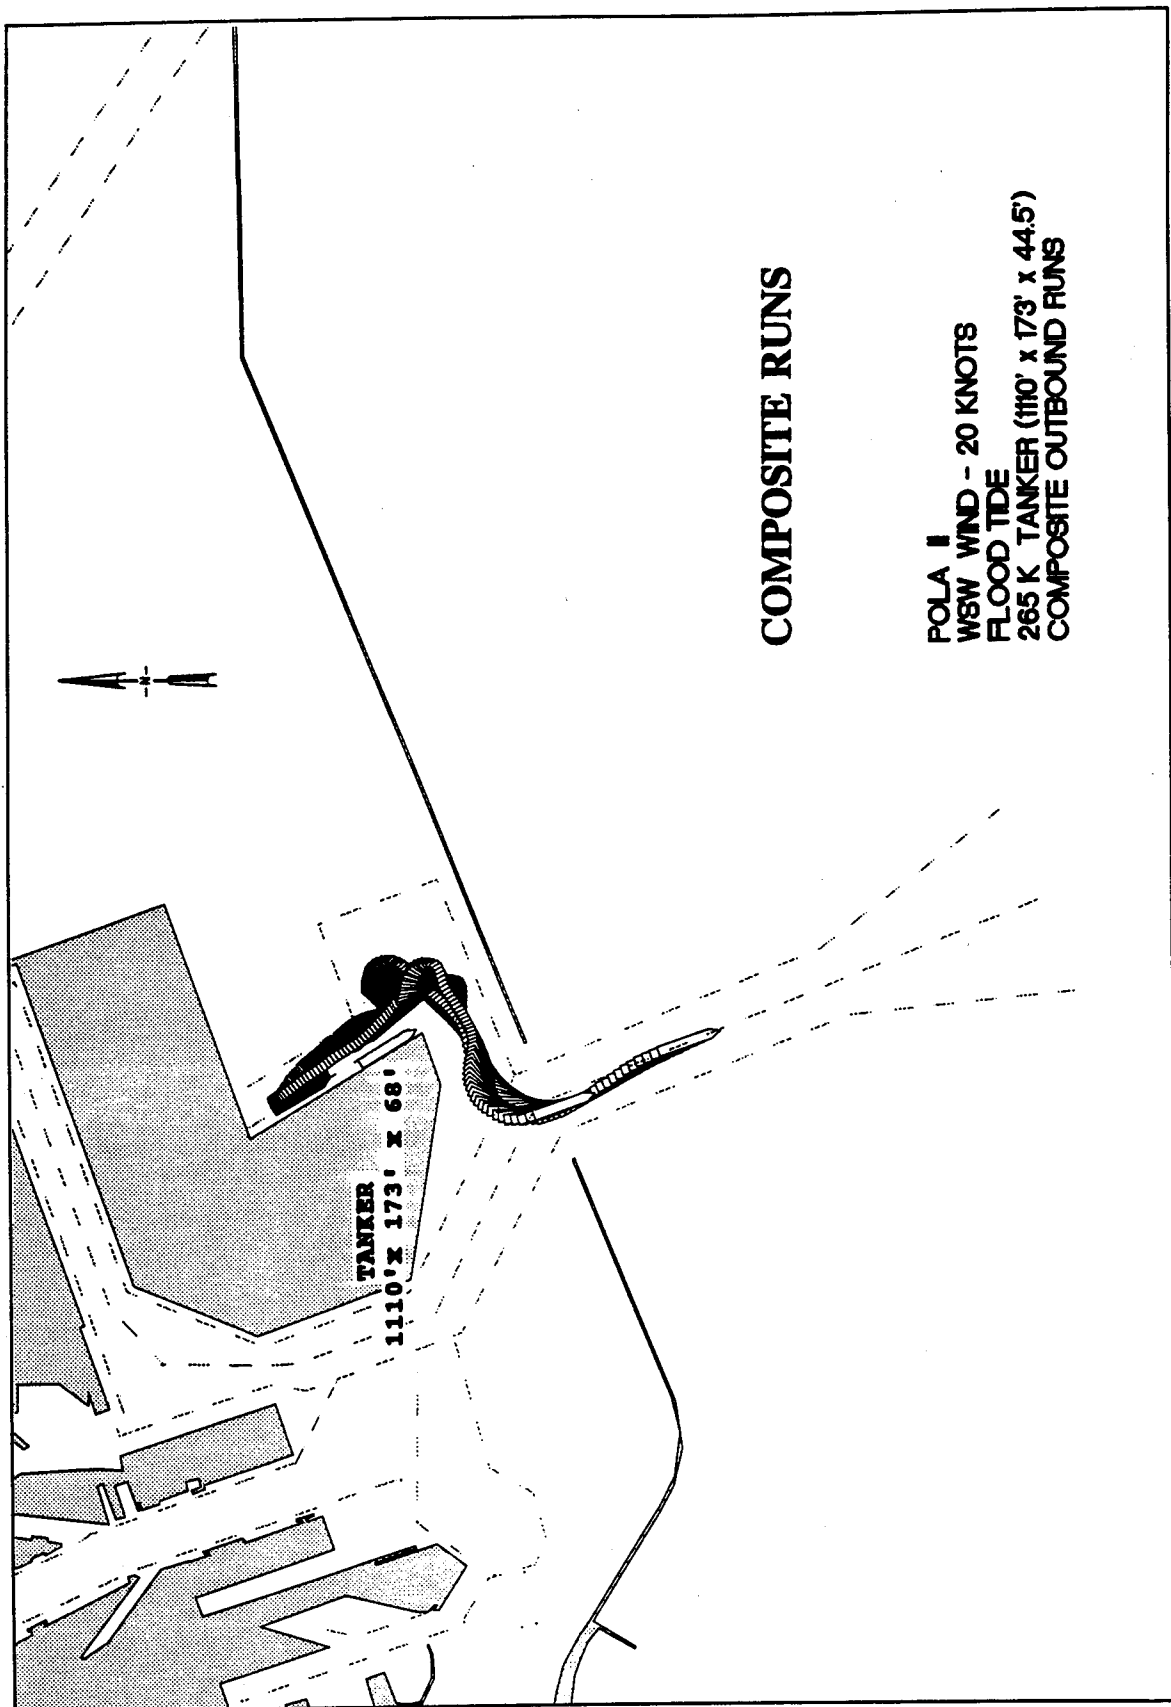 -N-
TANKER
1110'X 173' X 68'
COMPOSITE RUNS
POLA II
WSW WIND - 20 KNOTS
FLOOD TIDE
265 K TANKER (1110' x 173' x 44.5')
COMPOSITE OUTBOUND RUNS